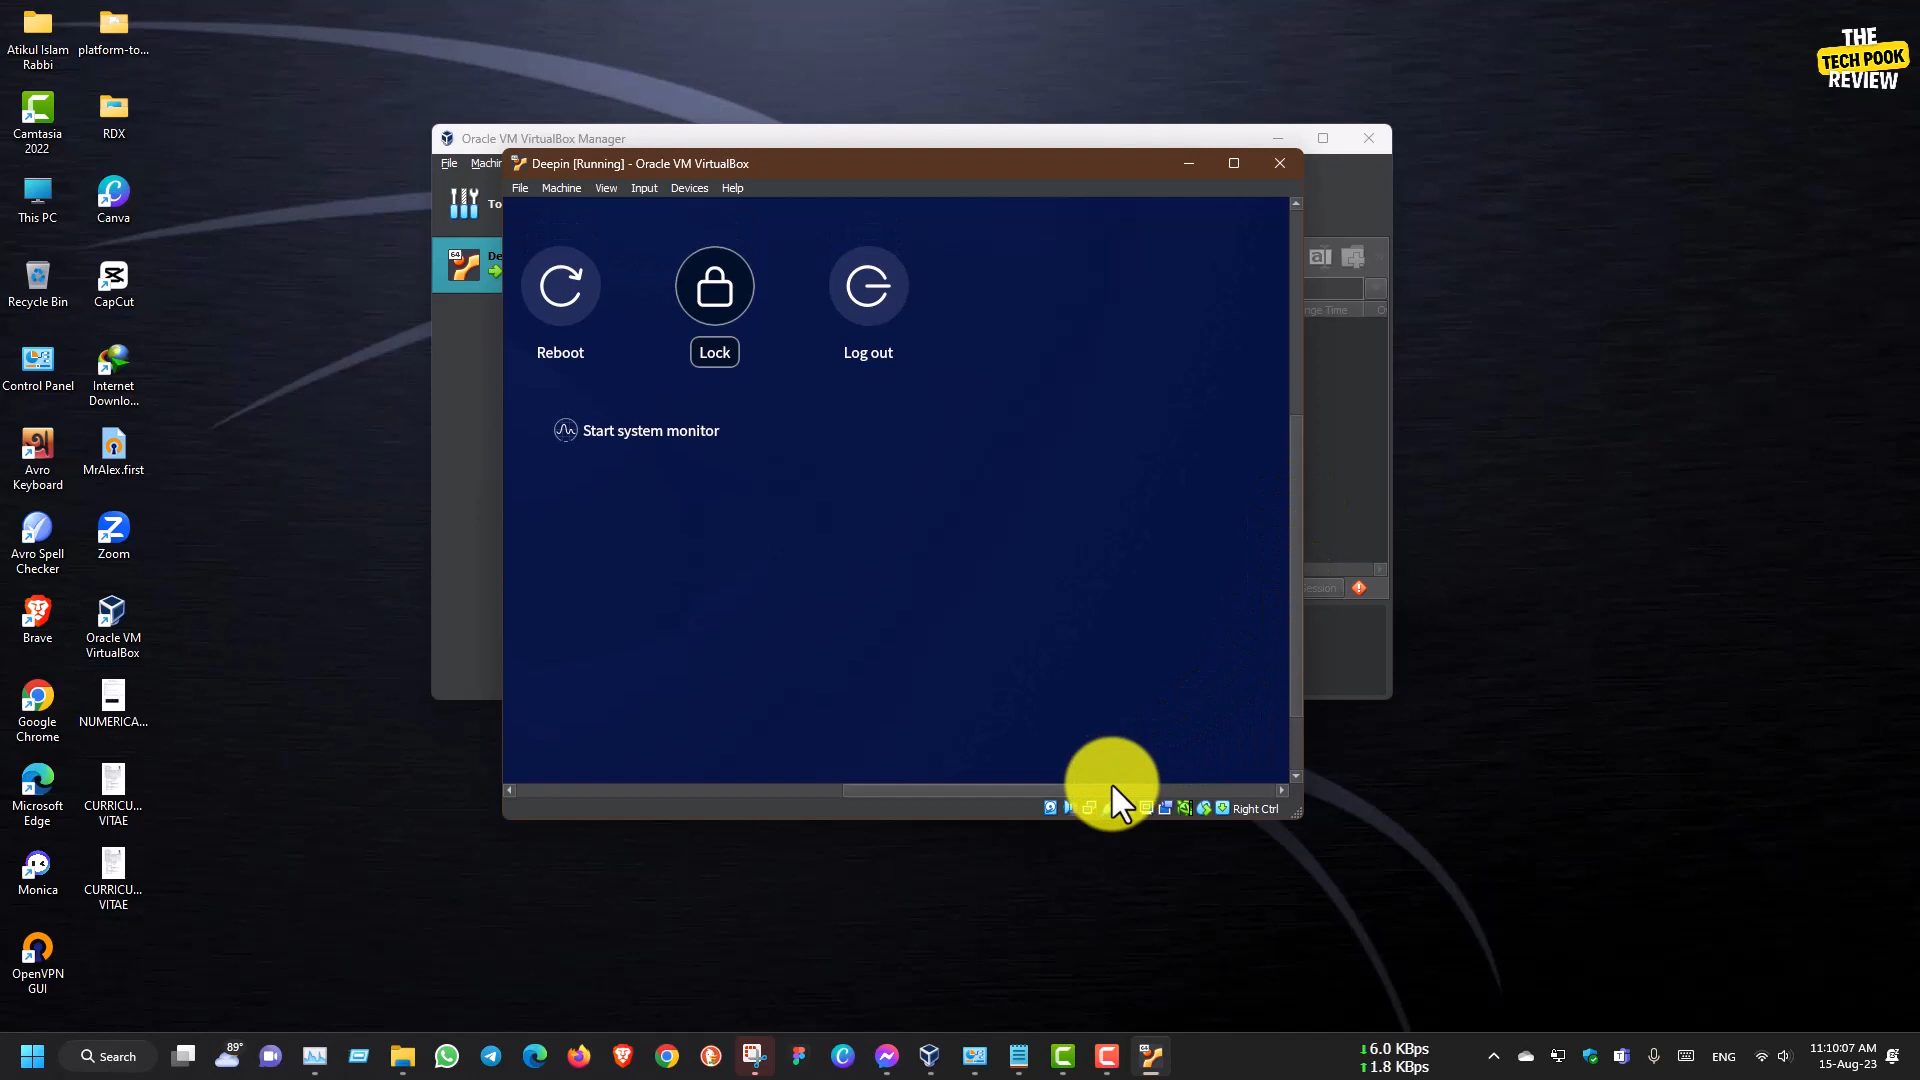 Atikul Islam
Rabbi
platform-to...
THE
TECH POOK
REVIEW
Camtasia
2022
RDX
Oracle VM VirtualBox Manager
File
Deepin [Running] - Oracle VM VirtualBox
File Machine View Input Devices Help
This PC
Canva
64
Reboot
Lock
Log out
Start system monitor
Recycle Bin
CapCut
Control Panel
Internet
Downlo...
Avro
Keyboard
MrAlex.first
Avro Spell
Checker
Zoom
Brave
Oracle VM
VirtualBox
Google
Chrome
NUMERICA...
Microsoft
Edge
CURRICU...
VITAE
Right Ctrl
Monica
CURRICU...
VITAE
OpenVPN
GUI
Search
89°
6.0 KBps
1.8 KBps
ENG
11:10:07 AM
15-Aug-23